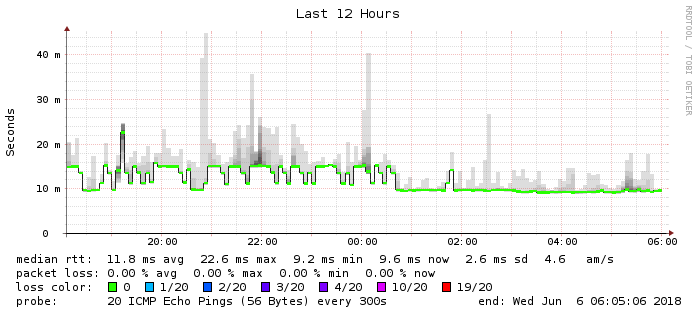 Last 12 Hours
RRDTOOL / TOBI OETIKER
Seconds
40 m
30 m
20 m
10 m
0
20:00 22:00 00:00 02:00 04:00 06:00
median rtt: 11.8 ms avg 22.6 ms max 9.2 ms min 9.6 ms now 2.6 ms sd 4.6 am/s
packet loss: 0.00 % avg 0.00 % max 0.00 % min 0.00 % now
loss color: 0 1/20 2/20 3/20 4/20 10/20 19/20
probe: 20 ICMP Echo Pings (56 Bytes) every 300s end: Wed Jun 6 06:05:06 2018